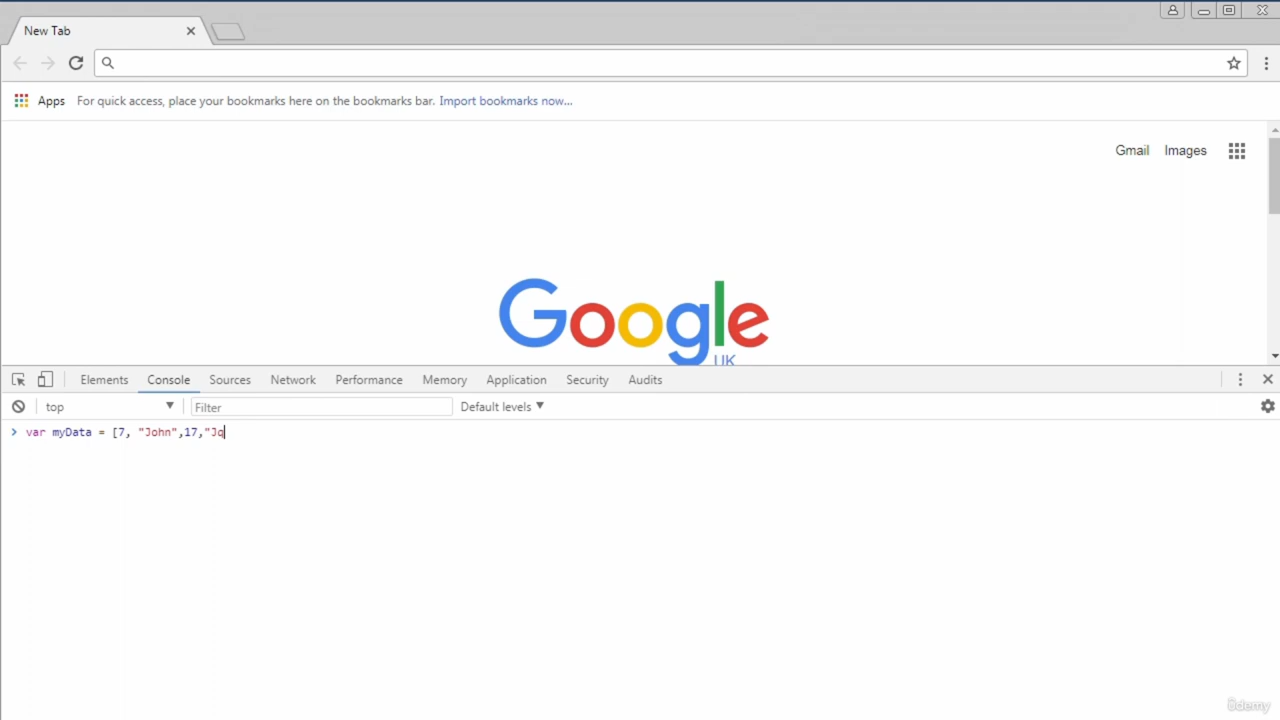 New Tab
Apps For quick access, place your bookmarks here on the bookmarks bar. Import bookmarks now...
Gmail Images
Google
UK
Elements Console Sources Network Performance Memory Application Security Audits
top Filter Default levels
var myData = [7, "John",17,"Jq
ûdemy